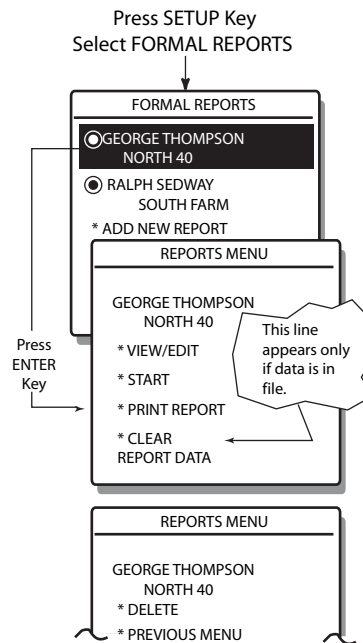 Press SETUP Key
Select FORMAL REPORTS
FORMAL REPORTS
GEORGE THOMPSON
NORTH 40
RALPH SEDWAY
SOUTH FARM
* ADD NEW REPORT
REPORTS MENU
GEORGE THOMPSON
NORTH 40
* VIEW/EDIT
* START
* PRINT REPORT
* CLEAR
REPORT DATA
This line
appears only
if data is in
file.
Press
ENTER
Key
REPORTS MENU
GEORGE THOMPSON
NORTH 40
* DELETE
* PREVIOUS MENU